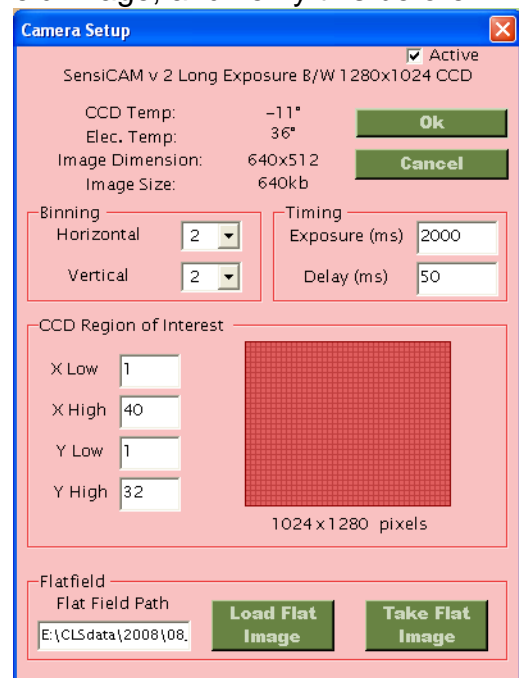 Camera Setup
Active
SensiCAM v 2 Long Exposure B/W 1280x1024 CCD
CCD Temp: -11°
Elec. Temp: 36°
Image Dimension: 640x512
Image Size: 640kb
Ok
Cancel
Binning
Horizontal 2
Vertical 2
Timing
Exposure (ms) 2000
Delay (ms) 50
CCD Region of Interest
X Low 1
X High 40
Y Low 1
Y High 32
1024x1280 pixels
Flatfield
Flat Field Path
E:\CLSdata\2008\08_
Load Flat
Image
Take Flat
Image